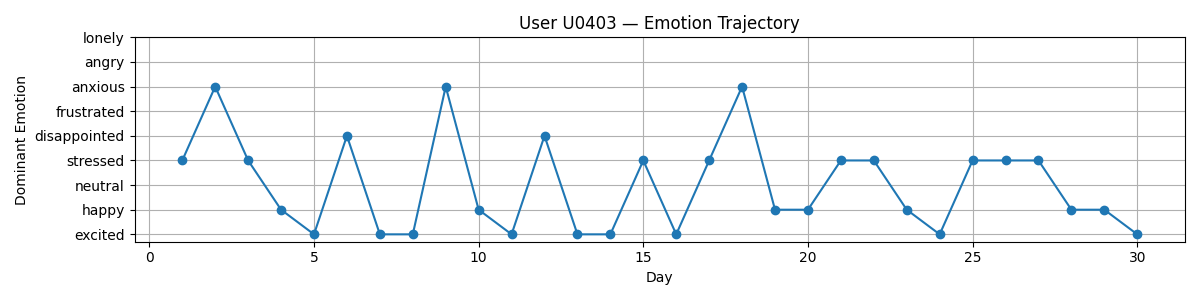 User U0403 — Emotion Trajectory
Dominant Emotion
lonely
angry
anxious
frustrated
disappointed
stressed
neutral
happy
excited
0 5 10 15 20 25 30
Day